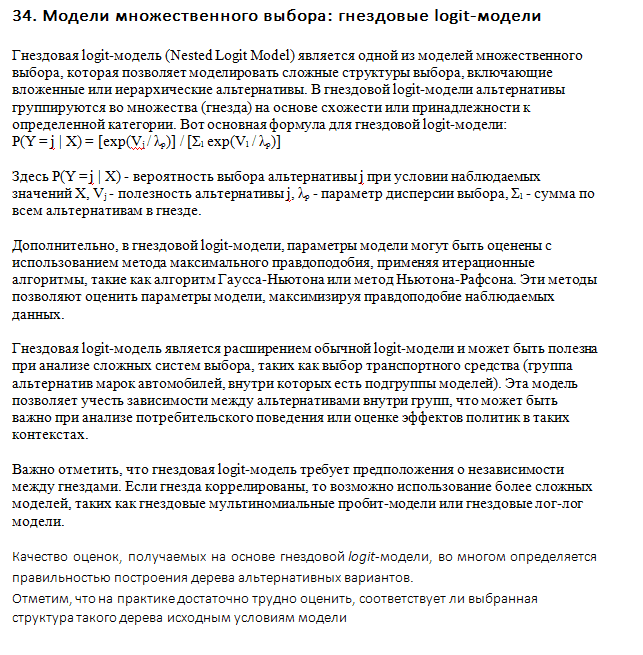 34. Модели множественного выбора: гнездовые logit-модели
Гнездовая logit-модель (Nested Logit Model) является одной из моделей множественного
выбора, которая позволяет моделировать сложные структуры выбора, включающие
вложенные или иерархические альтернативы. В гнездовой logit-модели альтернативы
группируются во множества (гнезда) на основе схожести или принадлежности к
определенной категории. Вот основная формула для гнездовой logit-модели:
P(Y = j | X) = [exp(Vⱼ / λₚ)] / [Σₗ exp(Vₗ / λₚ)]
Здесь P(Y = j | X) - вероятность выбора альтернативы j при условии наблюдаемых
значений X, Vⱼ - полезность альтернативы j, λₚ - параметр дисперсии выбора, Σₗ - сумма по
всем альтернативам в гнезде.
Дополнительно, в гнездовой logit-модели, параметры модели могут быть оценены с
использованием метода максимального правдоподобия, применяя итерационные
алгоритмы, такие как алгоритм Гаусса-Ньютона или метод Ньютона-Рафсона. Эти методы
позволяют оценить параметры модели, максимизируя правдоподобие наблюдаемых
данных.
Гнездовая logit-модель является расширением обычной logit-модели и может быть полезна
при анализе сложных систем выбора, таких как выбор транспортного средства (группа
альтернатив марок автомобилей, внутри которых есть подгруппы моделей). Эта модель
позволяет учесть зависимости между альтернативами внутри групп, что может быть
важно при анализе потребительского поведения или оценке эффектов политик в таких
контекстах.
Важно отметить, что гнездовая logit-модель требует предположения о независимости
между гнездами. Если гнезда коррелированы, то возможно использование более сложных
моделей, таких как гнездовые мультиномиальные пробит-модели или гнездовые лог-лог
модели.
Качество оценок, получаемых на основе гнездовой logit-модели, во многом определяется
правильностью построения дерева альтернативных вариантов.
Отметим, что на практике достаточно трудно оценить, соответствует ли выбранная
структура такого дерева исходным условиям модели